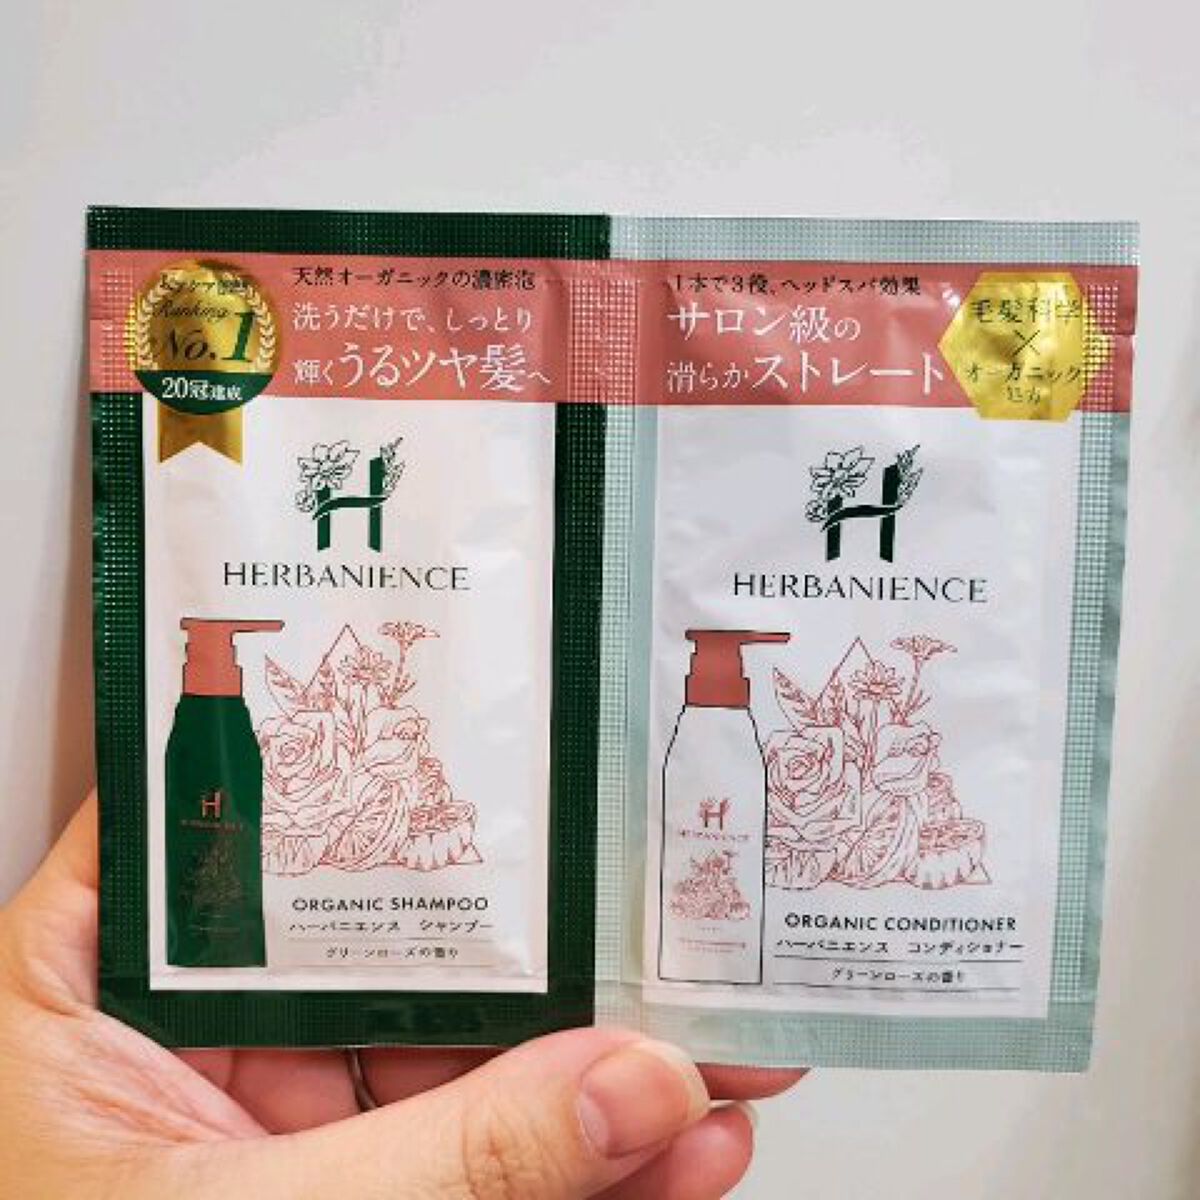 Ranking
No.1
20冠達成
天然オーガニックの濃密泡
洗うだけで、しっとり
輝くうるツヤ髪へ
HERBANIENCE
ORGANIC SHAMPOO
ハーバニエンス シャンプー
グリーンローズの香り
1本で3役、ヘッドスパ効果
サロン級の
滑らかストレート
毛髪科学
×
オーガニック
処方
HERBANIENCE
HERBANIENCE
ORGANIC CONDITIONER
ハーバニエンス コンディショナー
グリーンローズの香り